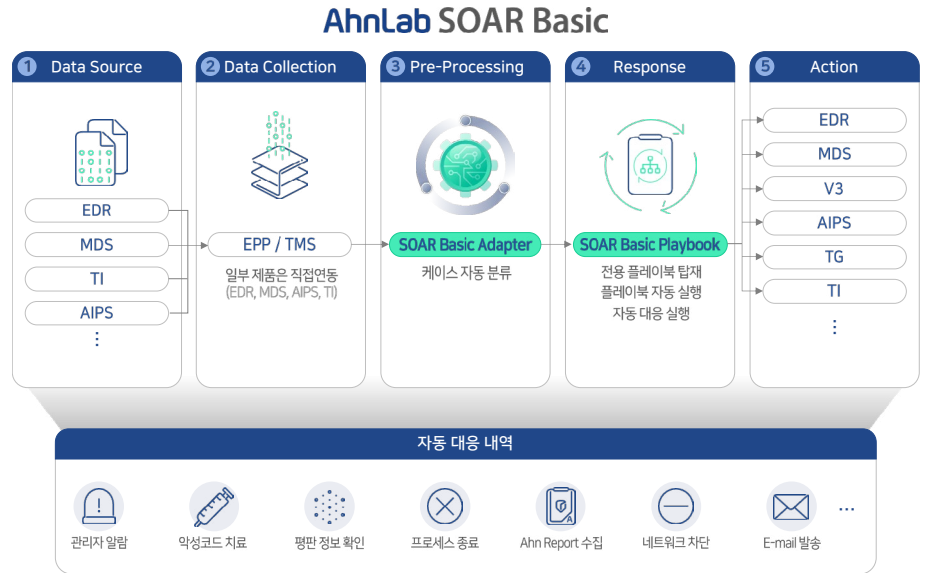 AhnLab SOAR Basic
1 Data Source
EDR
MDS
TI
AIPS
⋮
2 Data Collection
EPP / TMS
일부 제품은 직접연동
(EDR, MDS, AIPS, TI)
3 Pre-Processing
SOAR Basic Adapter
케이스 자동 분류
4 Response
SOAR Basic Playbook
전용 플레이북 탑재
플레이북 자동 실행
자동 대응 실행
5 Action
EDR
MDS
V3
AIPS
TG
TI
⋮
자동 대응 내역
관리자 알람
악성코드 치료
평판 정보 확인
프로세스 종료
Ahn Report 수집
네트워크 차단
E-mail 발송
...